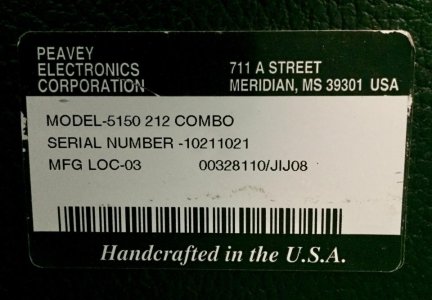 PEAVEY
ELECTRONICS
CORPORATION
711 A STREET
MERIDIAN, MS 39301 USA
MODEL-5150 212 COMBO
SERIAL NUMBER -10211021
MFG LOC-03 00328110/JIJ08
Handcrafted in the U.S.A.